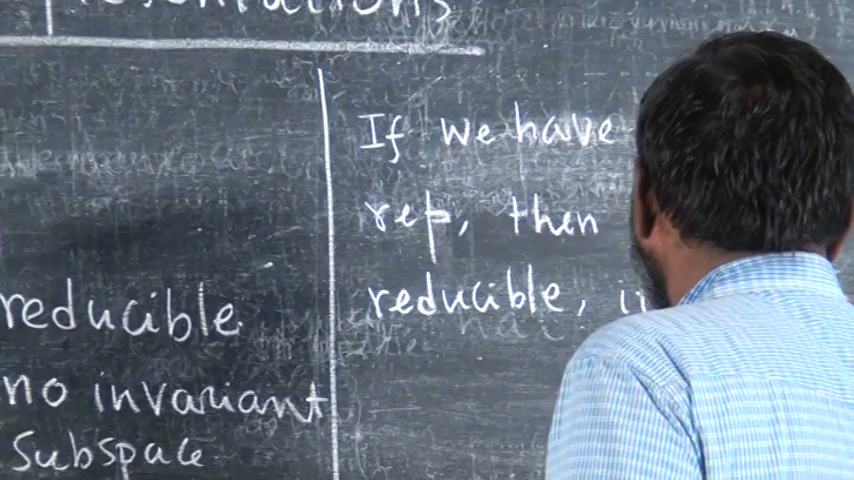 reducible
no invariant
subspace
If we have
rep, then
reducible,